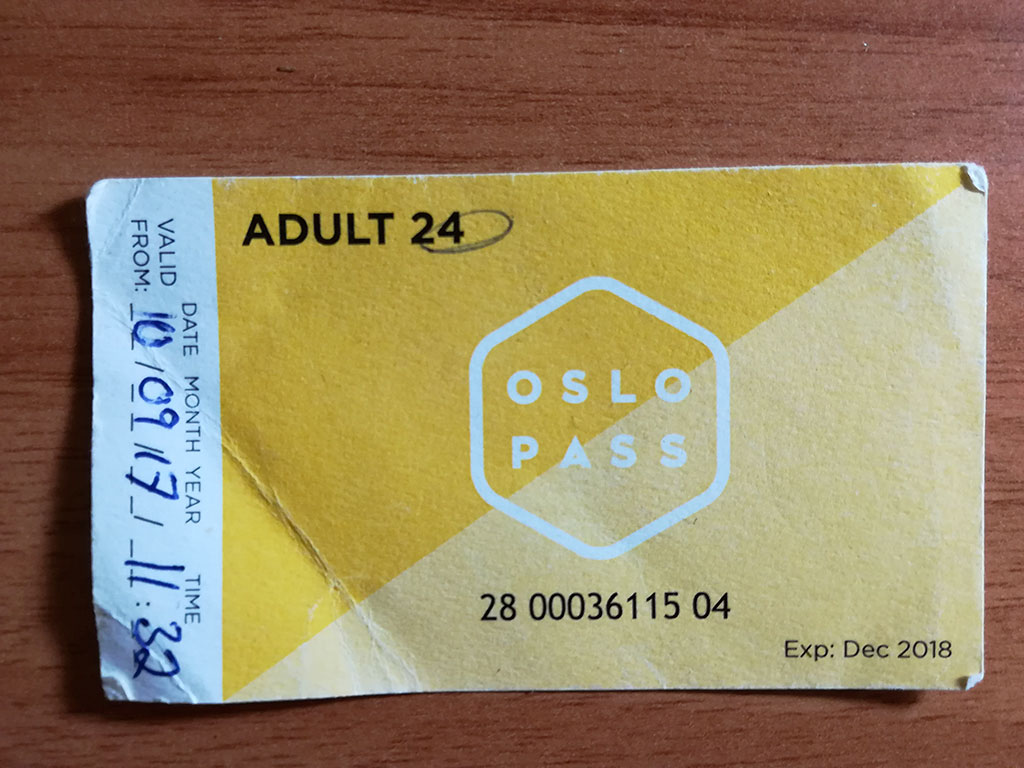 ADULT 24
OSLO
PASS
28 00036115 04
Exp: Dec 2018
VALID
FROM: 10/09/17/ 11:32
DATE MONTH YEAR TIME